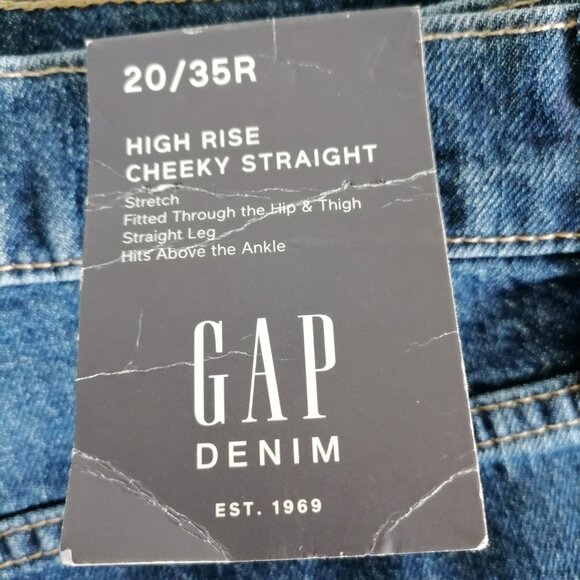 20/35R
HIGH RISE
CHEEKY STRAIGHT
Stretch
Fitted Through the Hip & Thigh
Straight Leg
Hits Above the Ankle
GAP
DENIM
EST. 1969